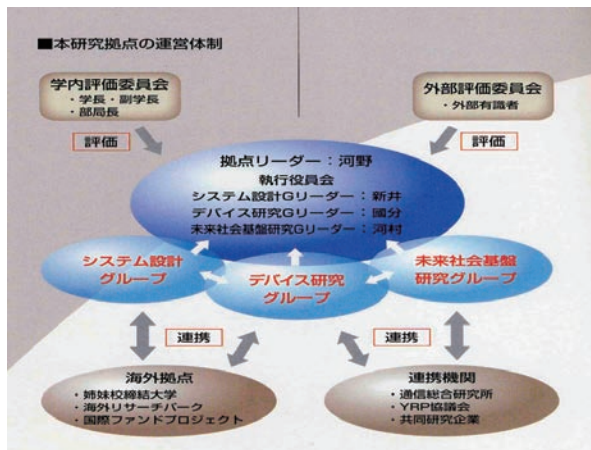 ■本研究拠点の運営体制
学内評価委員会
・学長・副学長
・部局長
外部評価委員会
・外部有識者
評価
評価
拠点リーダー：河野
執行役員会
システム設計Gリーダー：新井
デバイス研究Gリーダー：國分
未来社会基盤研究Gリーダー：河村
システム設計
グループ
デバイス研究
グループ
未来社会基盤
研究グループ
連携
連携
海外拠点
・姉妹校締結大学
・海外リサーチパーク
・国際ファンドプロジェクト
連携機関
・通信総合研究所
・YRP協議会
・共同研究企業